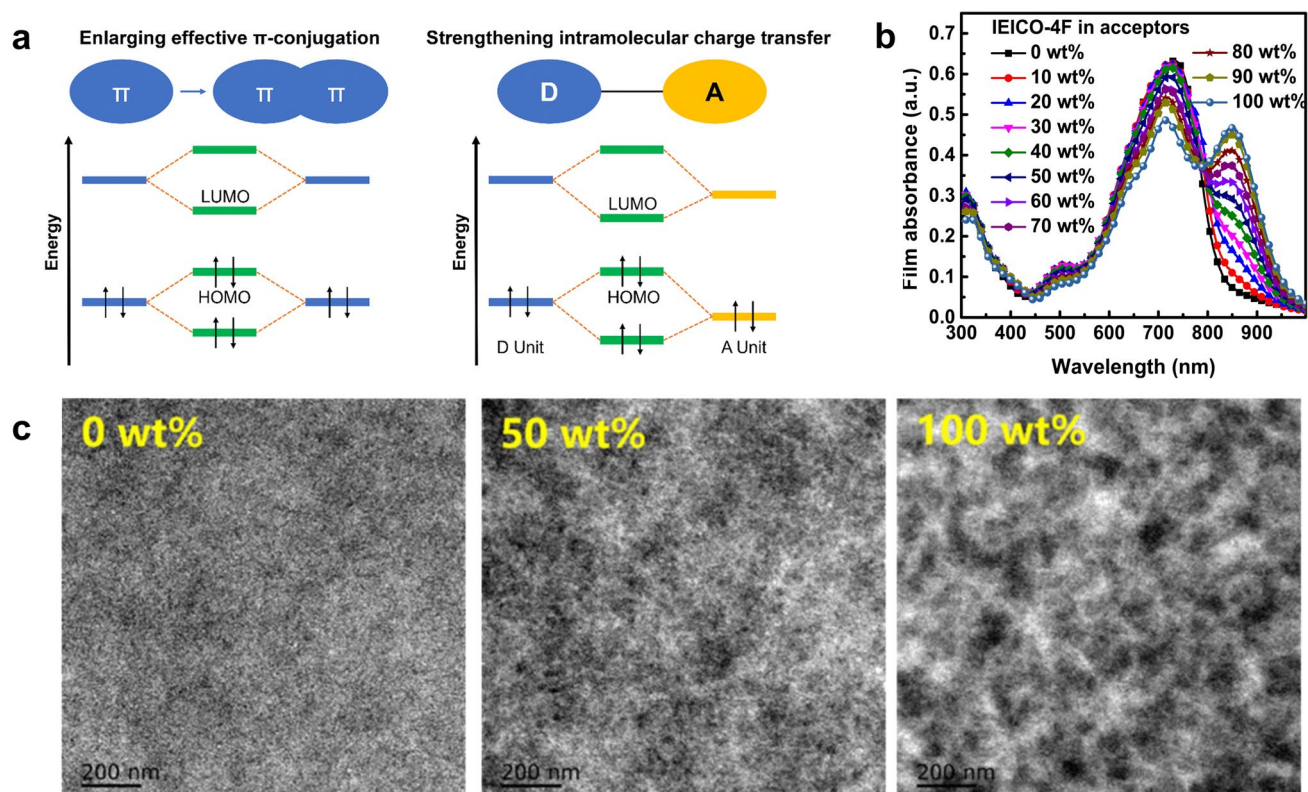 a
Enlarging effective π-conjugation
Strengthening intramolecular charge transfer
π
π
π
D
A
Energy
LUMO
HOMO
Energy
LUMO
HOMO
D Unit
A Unit
b
IEICO-4F in acceptors
0 wt%
10 wt%
20 wt%
30 wt%
40 wt%
50 wt%
60 wt%
70 wt%
80 wt%
90 wt%
100 wt%
Film absorbance (a.u.)
0.7
0.6
0.5
0.4
0.3
0.2
0.1
0.0
300 400 500 600 700 800 900
Wavelength (nm)
c
0 wt%
200 nm
50 wt%
200 nm
100 wt%
200 nm